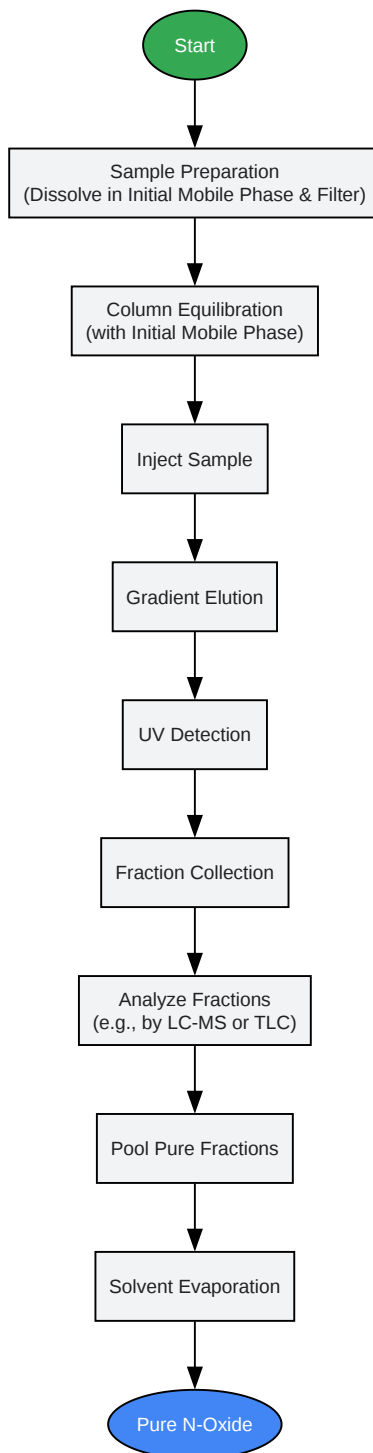 Start
Sample Preparation
(Dissolve in Initial Mobile Phase & Filter)
Column Equilibration
(with Initial Mobile Phase)
Inject Sample
Gradient Elution
UV Detection
Fraction Collection
Analyze Fractions
(e.g., by LC-MS or TLC)
Pool Pure Fractions
Solvent Evaporation
Pure N-Oxide